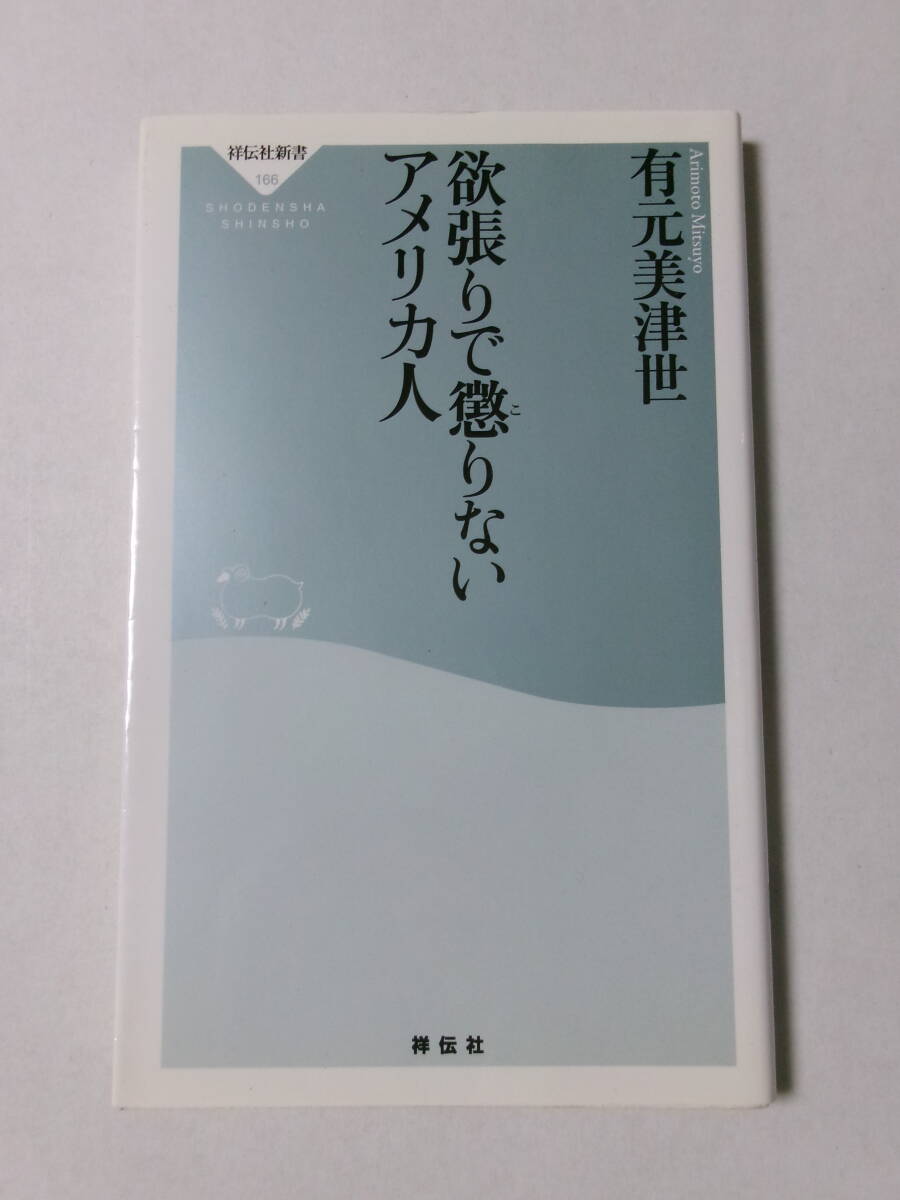 有元美津世
Arimoto Mitsuyo
欲張りで懲りない
こ
アメリカ人
祥伝社新書
166
SHODENSHA
SHINSHO
祥伝社